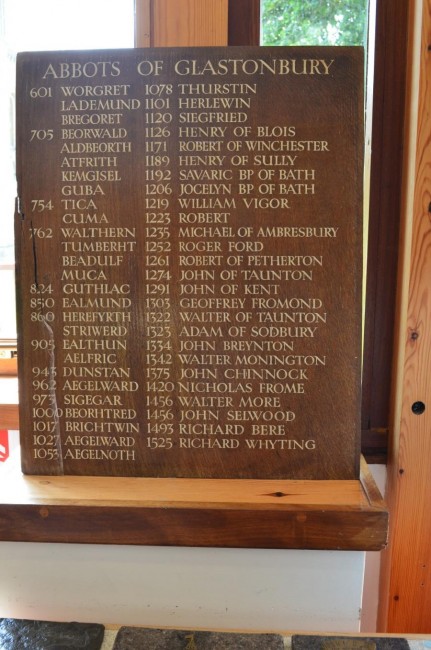 ABBOTS OF GLASTONBURY
601 WORGRET
LADEMUND
BREGORET
705 BEORWALD
ALDBEORTH
ATFRITH
KEMGISEL
GUBA
754 TICA
CUMA
762 WALTHERN
TUMBERHT
BEADULF
MUCA
824 GUTHLAC
850 EALMUND
860 HEREFYRTH
STRIWERD
905 EALTHUN
AELFRIC
943 DUNSTAN
962 AEGELWARD
973 SIGEGAR
1000 BEORHTRED
1017 BRICHTWIN
1027 AEGELWARD
1053 AEGELNOTH
1078 THURSTIN
1101 HERLEWIN
1120 SIEGFRIED
1126 HENRY OF BLOIS
1171 ROBERT OF WINCHESTER
1189 HENRY OF SULLY
1192 SAVARIC BP OF BATH
1206 JOCELYN BP OF BATH
1219 WILLIAM VIGOR
1223 ROBERT
1235 MICHAEL OF AMBRESBURY
1252 ROGER FORD
1261 ROBERT OF PETHERTON
1274 JOHN OF TAUNTON
1291 JOHN OF KENT
1303 GEOFFREY FROMOND
1322 WALTER OF TAUNTON
1323 ADAM OF SODBURY
1334 JOHN BREYNTON
1342 WALTER MONINGTON
1375 JOHN CHINNOCK
1420 NICHOLAS FROME
1456 WALTER MORE
1456 JOHN SELWOOD
1493 RICHARD BERE
1525 RICHARD WHYTING